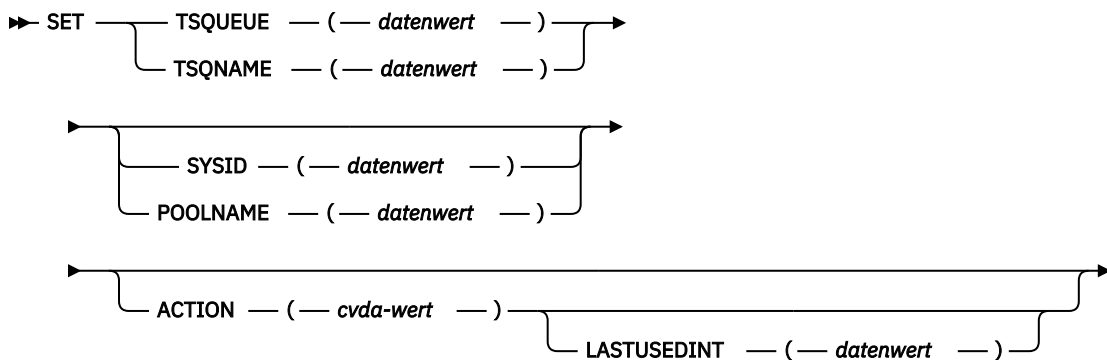 SET TSQUEUE ( datenwert )
TSQNAME ( datenwert )
SYSID ( datenwert )
POOLNAME ( datenwert )
ACTION ( cvda-wert )
LASTUSEDINT ( datenwert )